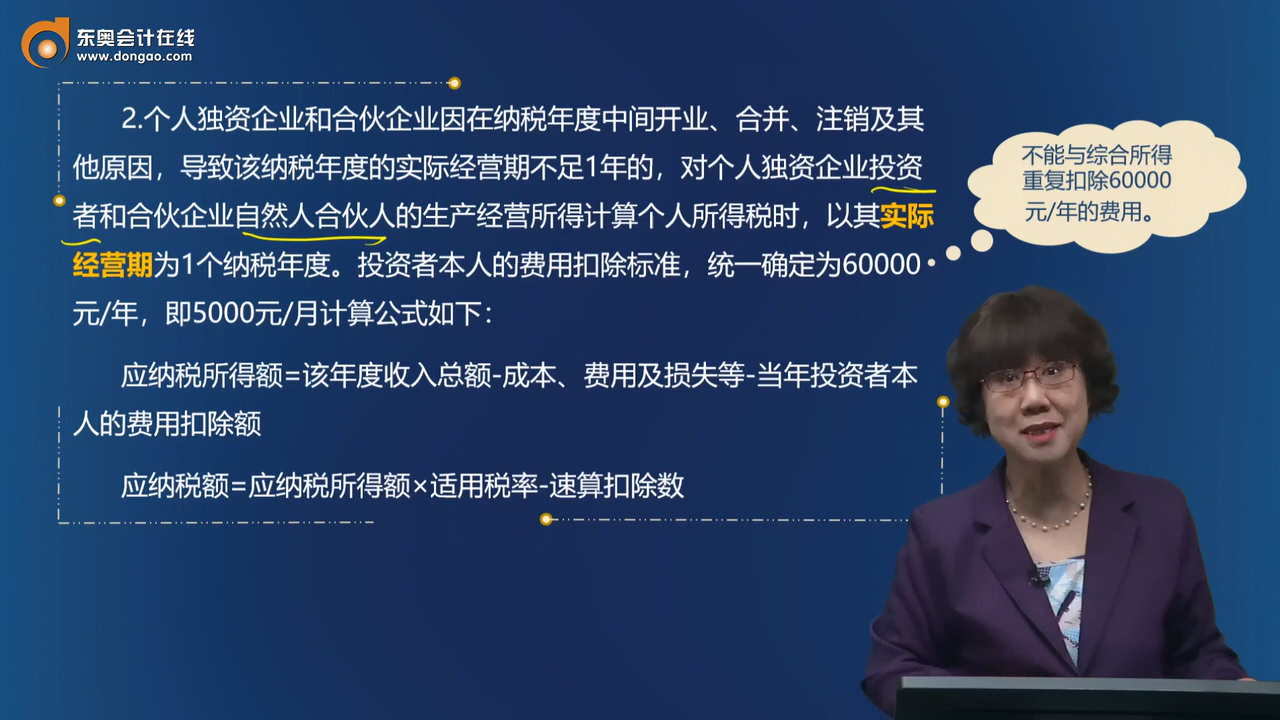 东奥会计在线
www.dongao.com
2.个人独资企业和合伙企业因在纳税年度中间开业、合并、注销及其
他原因，导致该纳税年度的实际经营期不足1年的，对个人独资企业投资
者和合伙企业自然人合伙人的生产经营所得计算个人所得税时，以其实际
经营期为1个纳税年度。投资者本人的费用扣除标准，统一确定为60000
元/年，即5000元/月计算公式如下：
应纳税所得额=该年度收入总额-成本、费用及损失等-当年投资者本
人的费用扣除额
应纳税额=应纳税所得额×适用税率-速算扣除数
不能与综合所得
重复扣除60000
元/年的费用。